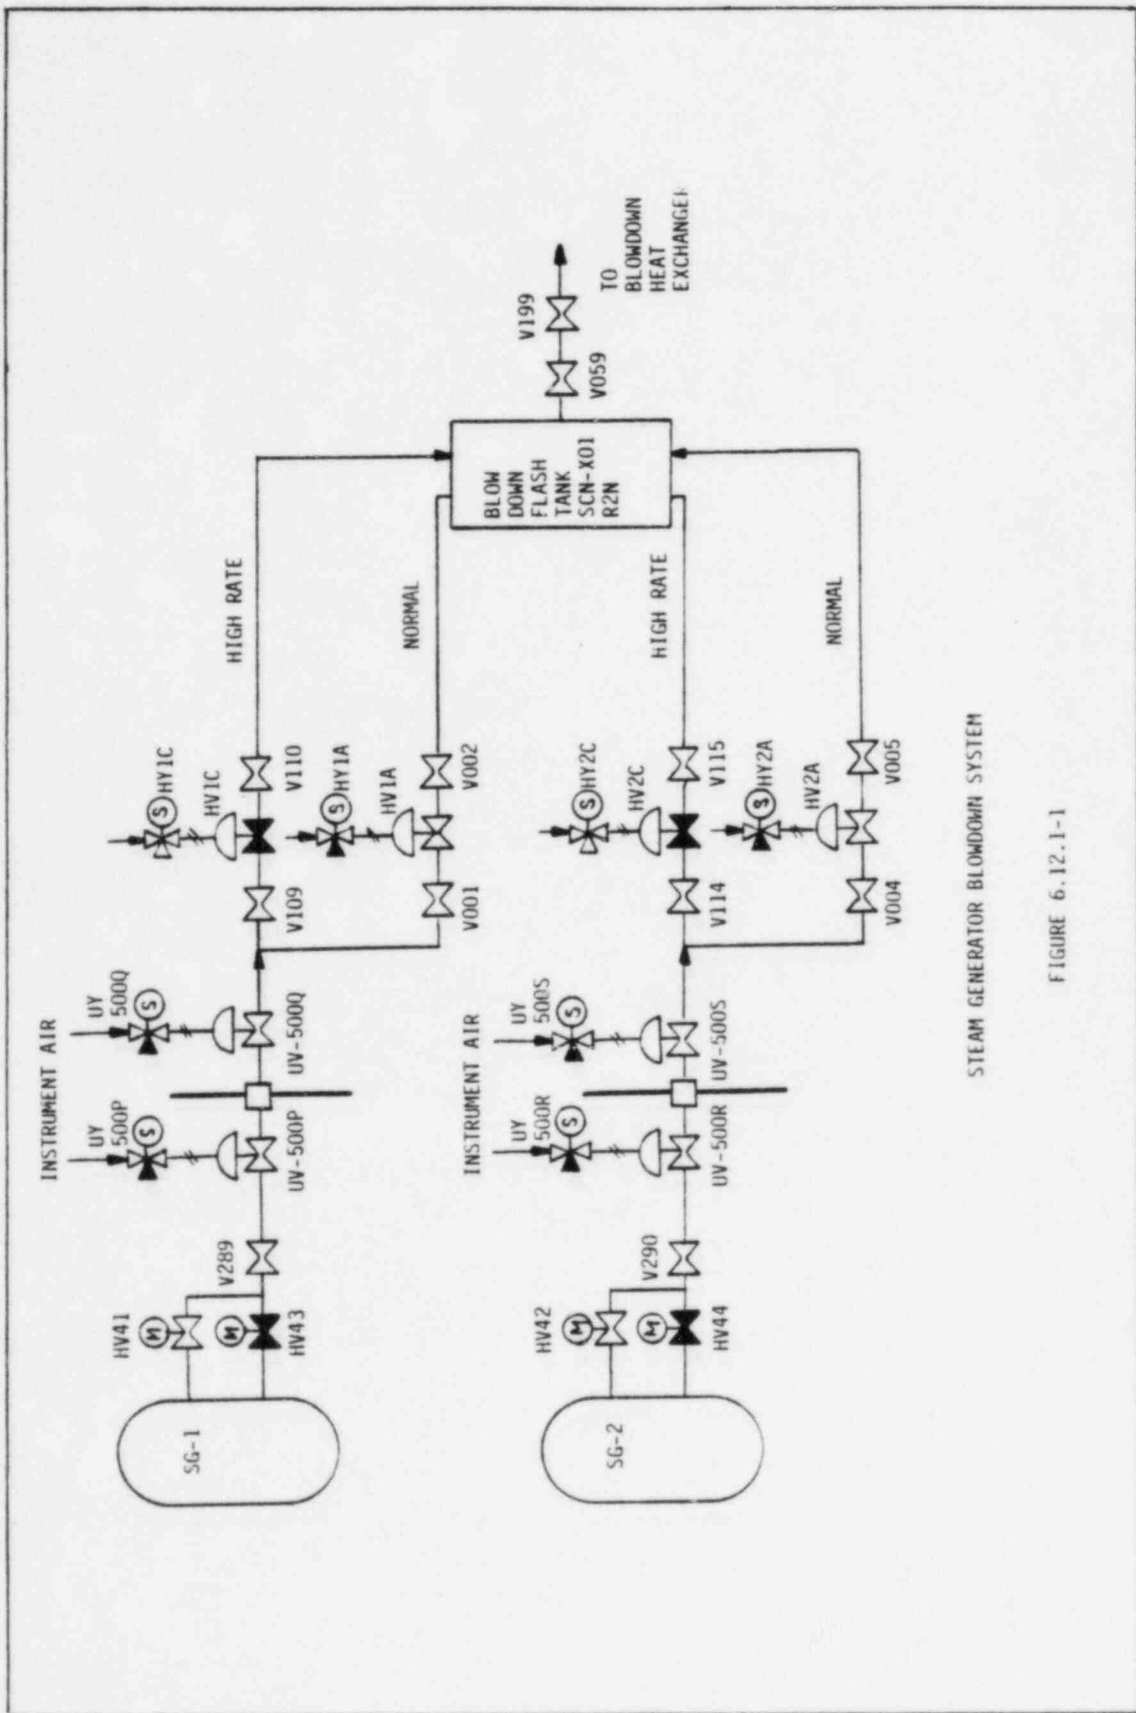 INSTRUMENT AIR
UY
500P
S
UY
500Q
S
S
HY1C
HV1C
HIGH RATE
HV41
M
M
HV43
V289
UV-500P
UV-500Q
V109
V110
S
HY1A
HV1A
NORMAL
SG-1
V001
V002
BLOW
DOWN
FLASH
TANK
SCN-X01
R2N
V059
V199
TO
BLOWDOWN
HEAT
EXCHANGER
INSTRUMENT AIR
UY
500R
S
UY
500S
S
S
HY2C
HV2C
HIGH RATE
HV42
M
M
HV44
V290
UV-500R
UV-500S
V114
V115
S
HY2A
HV2A
NORMAL
SG-2
V004
V005
STEAM GENERATOR BLOWDOWN SYSTEM
FIGURE 6.12.1-1